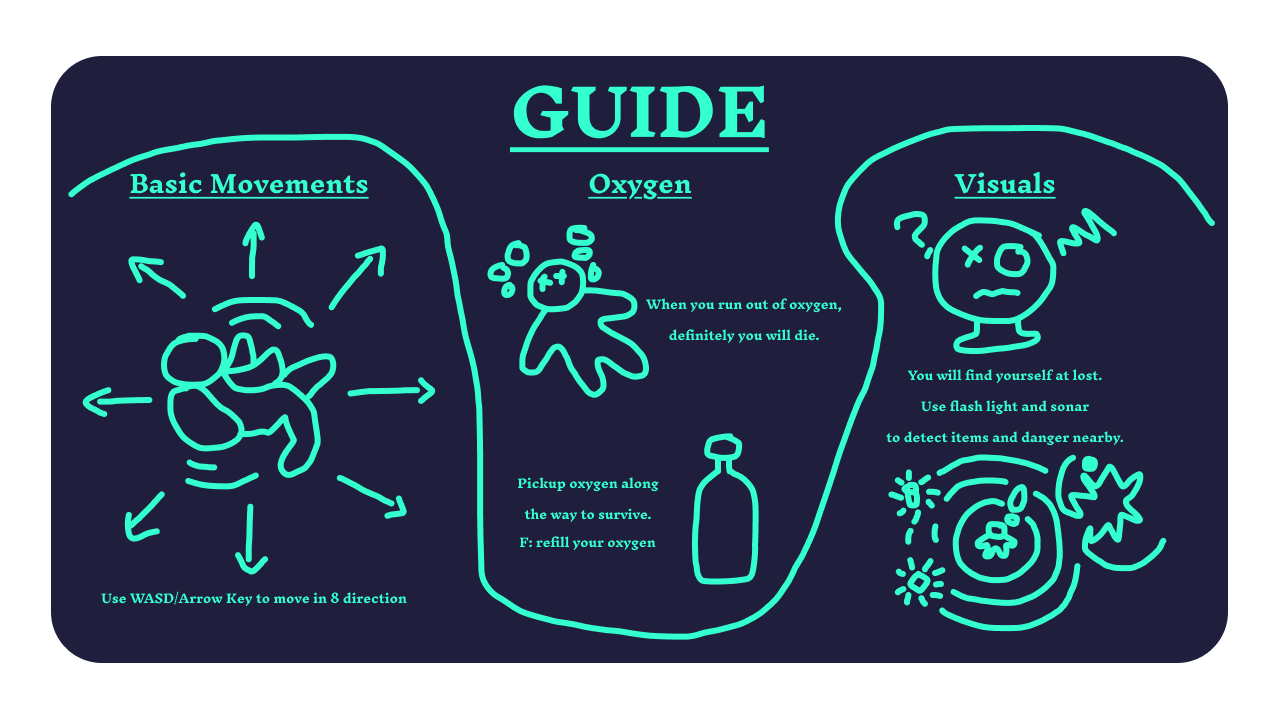 GUIDE
Basic Movements
Use WASD/Arrow Key to move in 8 direction
Oxygen
When you run out of oxygen,
definitely you will die.
Pickup oxygen along
the way to survive.
F: refill your oxygen
Visuals
?
You will find yourself at lost.
Use flash light and sonar
to detect items and danger nearby.